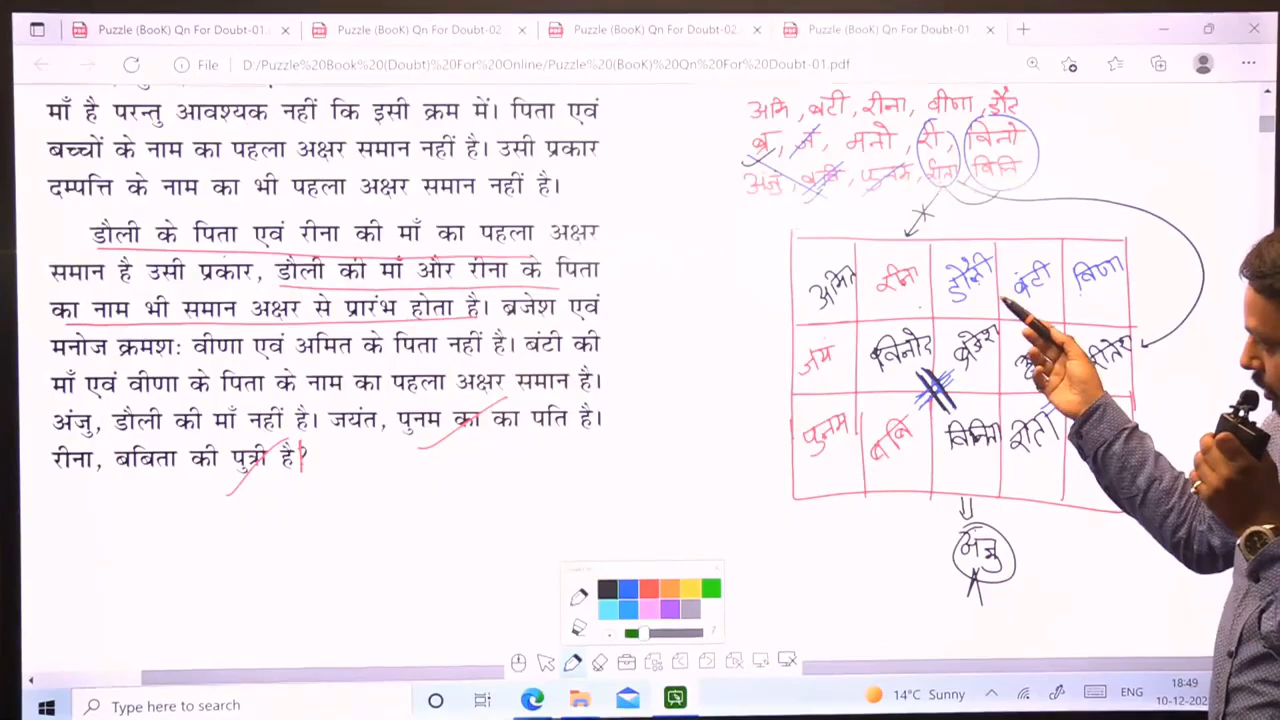 Puzzle (BooK) Qn For Doubt-01.
Puzzle (BooK) Qn For Doubt-02
Puzzle (BooK) Qn For Doubt-02.
Puzzle (BooK) Qn For Doubt-01
File
D:/Puzzle%20Book%20(Doubt)%20For%20Online/Puzzle%20(BooK)%20Qn%20For%20Doubt-01.pdf
माँ है परन्तु आवश्यक नहीं कि इसी क्रम में। पिता एवं
बच्चों के नाम का पहला अक्षर समान नहीं है। उसी प्रकार
दम्पत्ति के नाम का भी पहला अक्षर समान नहीं है।
डौली के पिता एवं रीना की माँ का पहला अक्षर
समान है उसी प्रकार, डौली की माँ और रीना के पिता
का नाम भी समान अक्षर से प्रारंभ होता है। ब्रजेश एवं
मनोज क्रमशः वीणा एवं अमित के पिता नहीं है। बंटी की
माँ एवं वीणा के पिता के नाम का पहला अक्षर समान है।
अंजु, डौली की माँ नहीं है। जयंत, पुनम का का पति है।
रीना, बबिता की पुत्री है?
अमि, बंटी, रीना, वीणा, डौट
ब्र, ज, मनो, री, विनो
अंजु, पुनम, रीता, विनि
अमित रीना डौली बंटी विणा
जयं विनोद ब्रजेश रीतेश
पुनम बबि विनिता रीता
अंजु
7
Type here to search
14°C Sunny
ENG
18:49
10-12-202